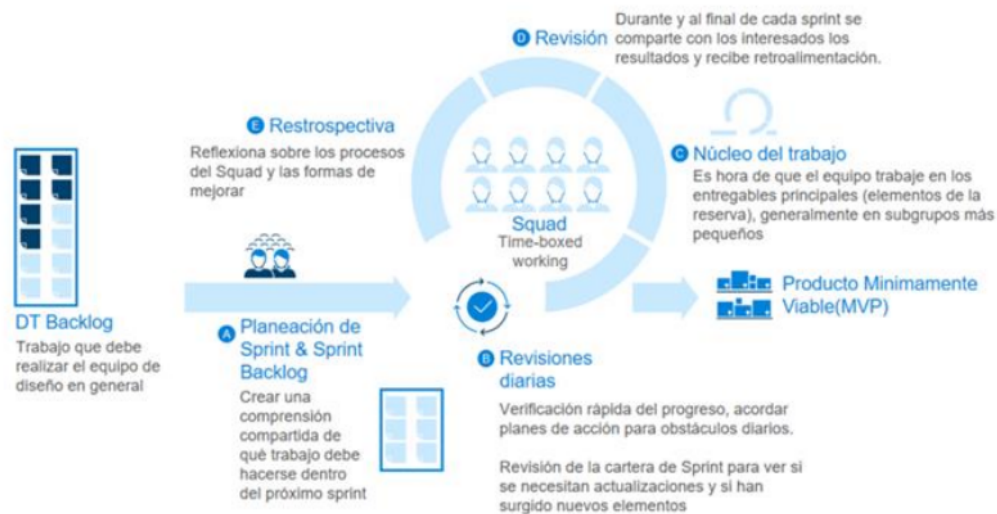 DT Backlog
Trabajo que debe
realizar el equipo de
diseño en general
A Planeación de
Sprint & Sprint
Backlog
Crear una
comprensión
compartida de
qué trabajo debe
hacerse dentro
del próximo sprint
B Revisiones
diarias
Verificación rápida del progreso, acordar
planes de acción para obstáculos diarios.
Revisión de la cartera de Sprint para ver si
se necesitan actualizaciones y si han
surgido nuevos elementos
C Núcleo del trabajo
Es hora de que el equipo trabaje en los
entregables principales (elementos de la
reserva), generalmente en subgrupos más
pequeños
D Revisión
Durante y al final de cada sprint se
comparte con los interesados los
resultados y recibe retroalimentación.
E Restrospectiva
Reflexiona sobre los procesos
del Squad y las formas de
mejorar
Squad
Time-boxed
working
Producto Minimamente
Viable(MVP)